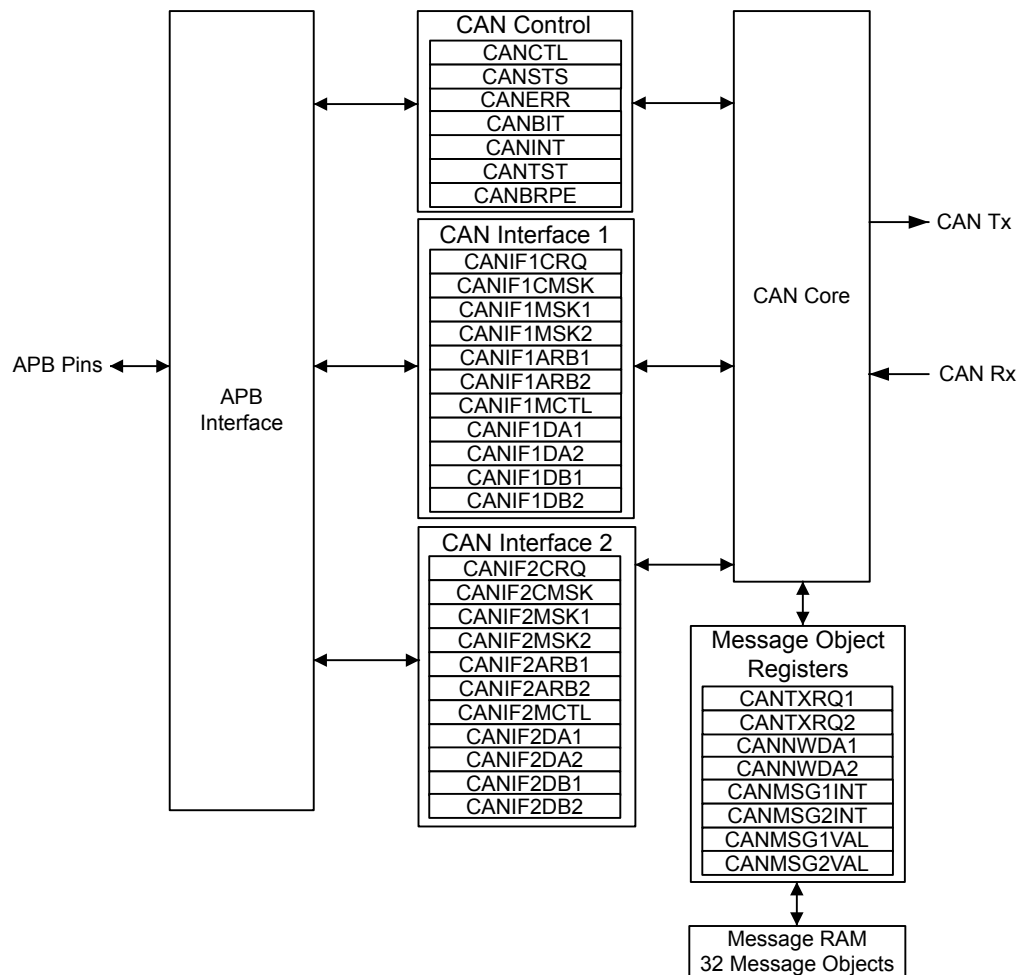 CAN Control
CANCTL
CANSTS
CANERR
CANBIT
CANINT
CANTST
CANBRPE
CAN Interface 1
CANIF1CRQ
CANIF1CMSK
CANIF1MSK1
CANIF1MSK2
CANIF1ARB1
CANIF1ARB2
CANIF1MCTL
CANIF1DA1
CANIF1DA2
CANIF1DB1
CANIF1DB2
CAN Interface 2
CANIF2CRQ
CANIF2CMSK
CANIF2MSK1
CANIF2MSK2
CANIF2ARB1
CANIF2ARB2
CANIF2MCTL
CANIF2DA1
CANIF2DA2
CANIF2DB1
CANIF2DB2
APB Pins
APB
Interface
CAN Core
CAN Tx
CAN Rx
Message Object
Registers
CANTXRQ1
CANTXRQ2
CANNWDA1
CANNWDA2
CANMSG1INT
CANMSG2INT
CANMSG1VAL
CANMSG2VAL
Message RAM
32 Message Objects